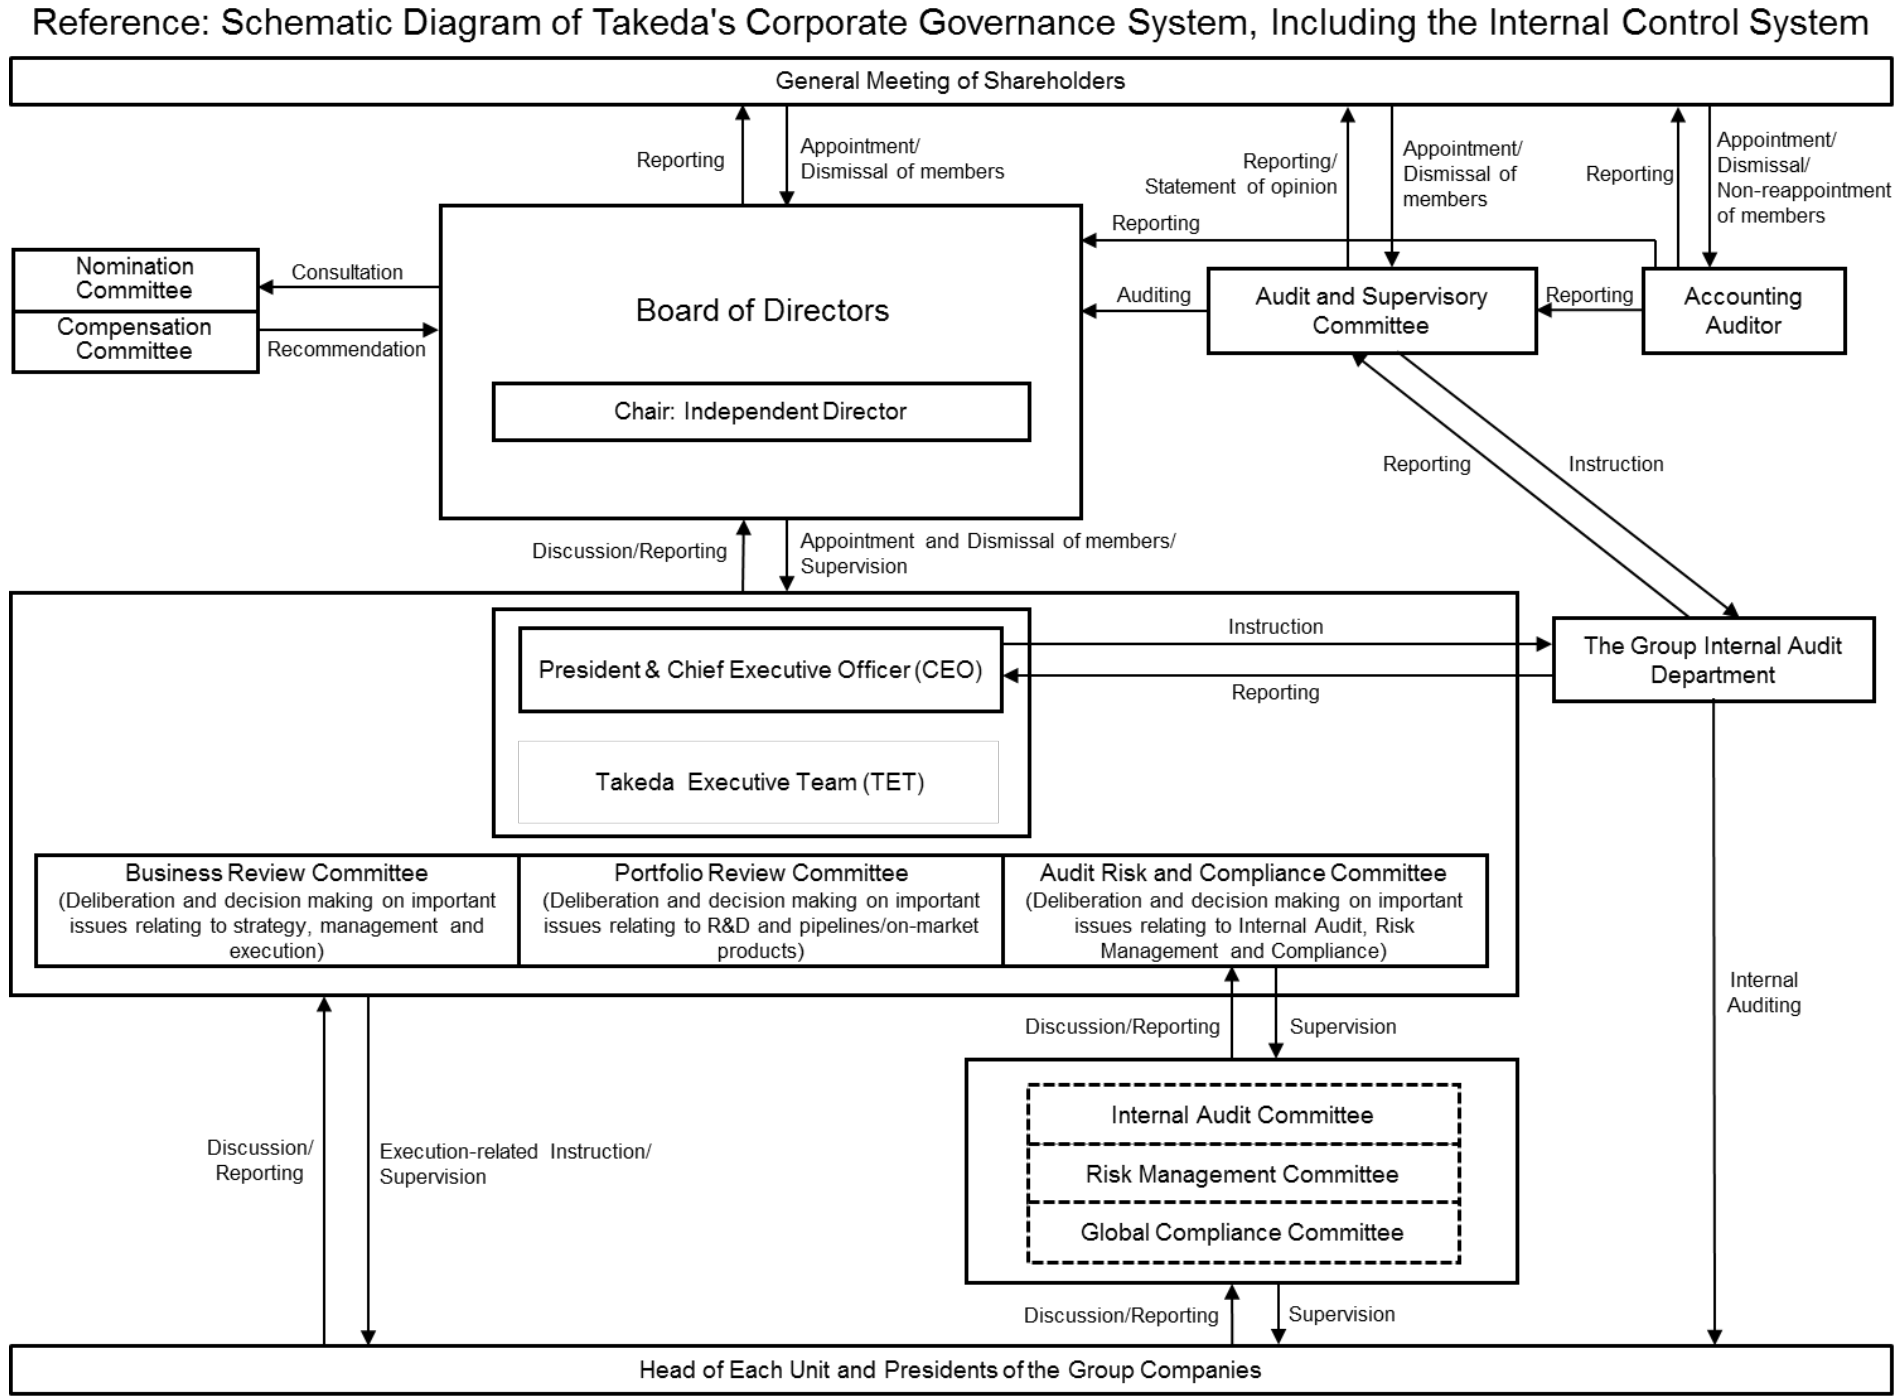 Reference: Schematic Diagram of Takeda's Corporate Governance System, Including the Internal Control System
General Meeting of Shareholders
Reporting
Appointment/
Dismissal of members
Reporting/
Statement of opinion
Appointment/
Dismissal of
members
Reporting
Appointment/
Dismissal/
Non-reappointment
of members
Reporting
Nomination
Committee
Compensation
Committee
Consultation
Recommendation
Board of Directors
Chair: Independent Director
Auditing
Audit and Supervisory
Committee
Reporting
Accounting
Auditor
Reporting
Instruction
Discussion/Reporting
Appointment and Dismissal of members/
Supervision
President & Chief Executive Officer (CEO)
Takeda Executive Team (TET)
Instruction
Reporting
The Group Internal Audit
Department
Business Review Committee
(Deliberation and decision making on important
issues relating to strategy, management and
execution)
Portfolio Review Committee
(Deliberation and decision making on important
issues relating to R&D and pipelines/on-market
products)
Audit Risk and Compliance Committee
(Deliberation and decision making on important
issues relating to Internal Audit, Risk
Management and Compliance)
Internal
Auditing
Discussion/Reporting
Supervision
Discussion/
Reporting
Execution-related Instruction/
Supervision
Internal Audit Committee
Risk Management Committee
Global Compliance Committee
Discussion/Reporting
Supervision
Head of Each Unit and Presidents of the Group Companies